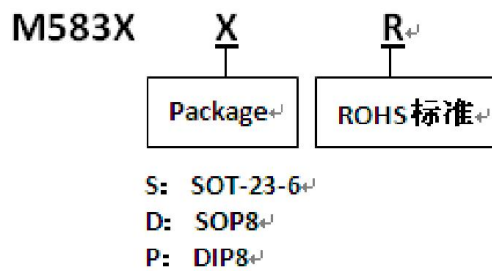 M583X X R
Package ROHS标准
S： SOT-23-6
D： SOP8
P： DIP8